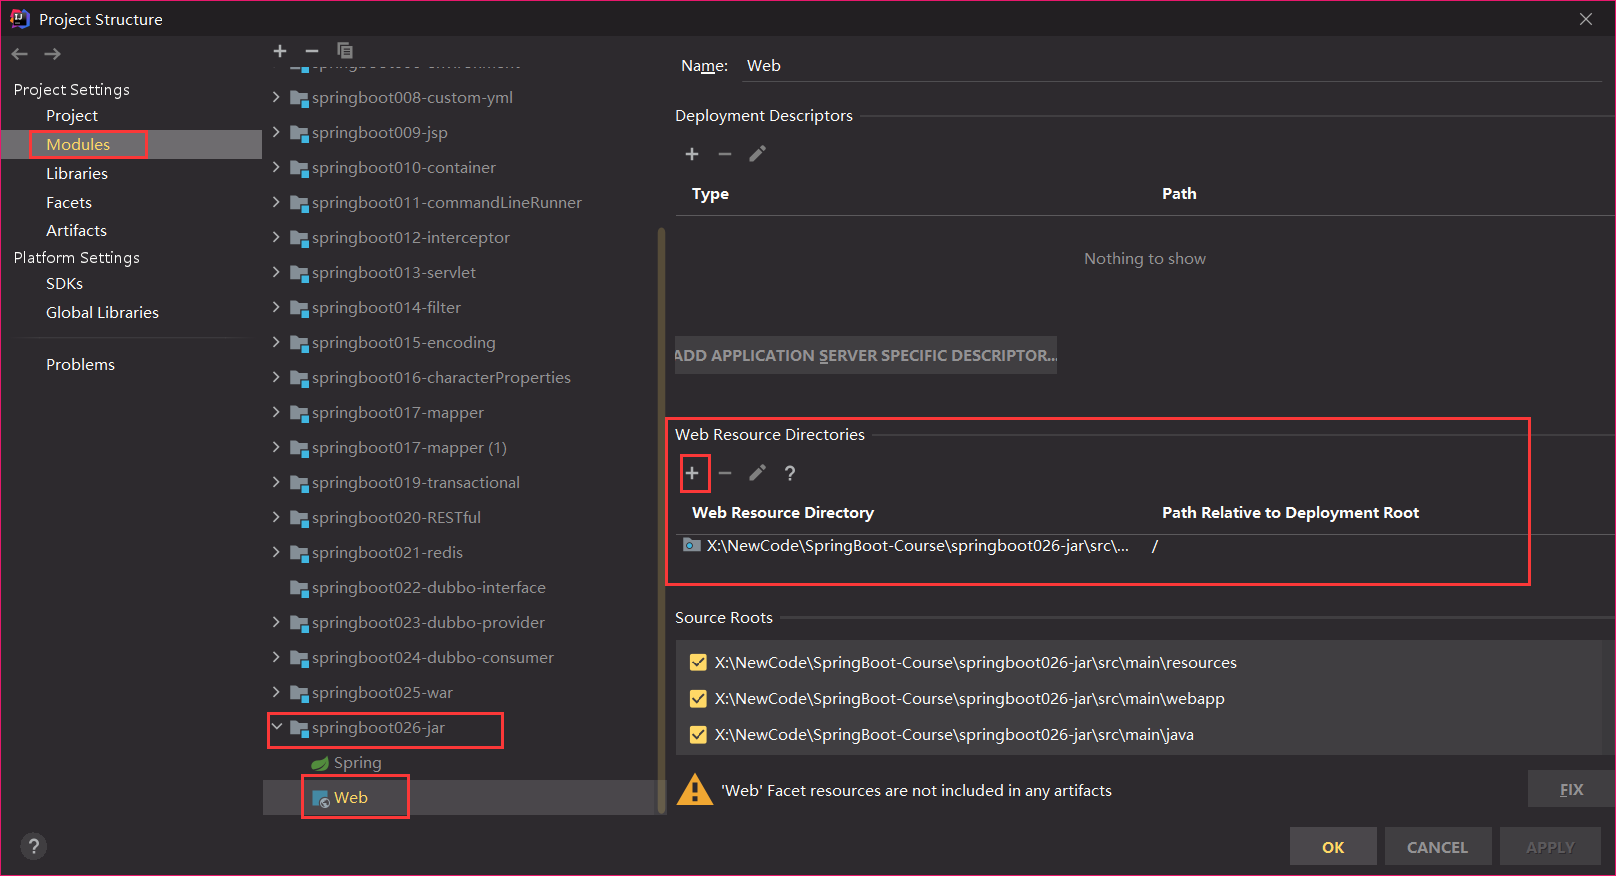 Project Structure
Project Settings
Project
Modules
Libraries
Facets
Artifacts
Platform Settings
SDKs
Global Libraries
Problems
springboot008-custom-yml
springboot009-jsp
springboot010-container
springboot011-commandLineRunner
springboot012-interceptor
springboot013-servlet
springboot014-filter
springboot015-encoding
springboot016-characterProperties
springboot017-mapper
springboot017-mapper (1)
springboot019-transactional
springboot020-RESTful
springboot021-redis
springboot022-dubbo-interface
springboot023-dubbo-provider
springboot024-dubbo-consumer
springboot025-war
springboot026-jar
Spring
Web
Name: Web
Deployment Descriptors
Type Path
Nothing to show
ADD APPLICATION SERVER SPECIFIC DESCRIPTOR...
Web Resource Directories
?
Web Resource Directory Path Relative to Deployment Root
X:\NewCode\SpringBoot-Course\springboot026-jar\src\... /
Source Roots
X:\NewCode\SpringBoot-Course\springboot026-jar\src\main\resources
X:\NewCode\SpringBoot-Course\springboot026-jar\src\main\webapp
X:\NewCode\SpringBoot-Course\springboot026-jar\src\main\java
'Web' Facet resources are not included in any artifacts
FIX
?
OK CANCEL APPLY